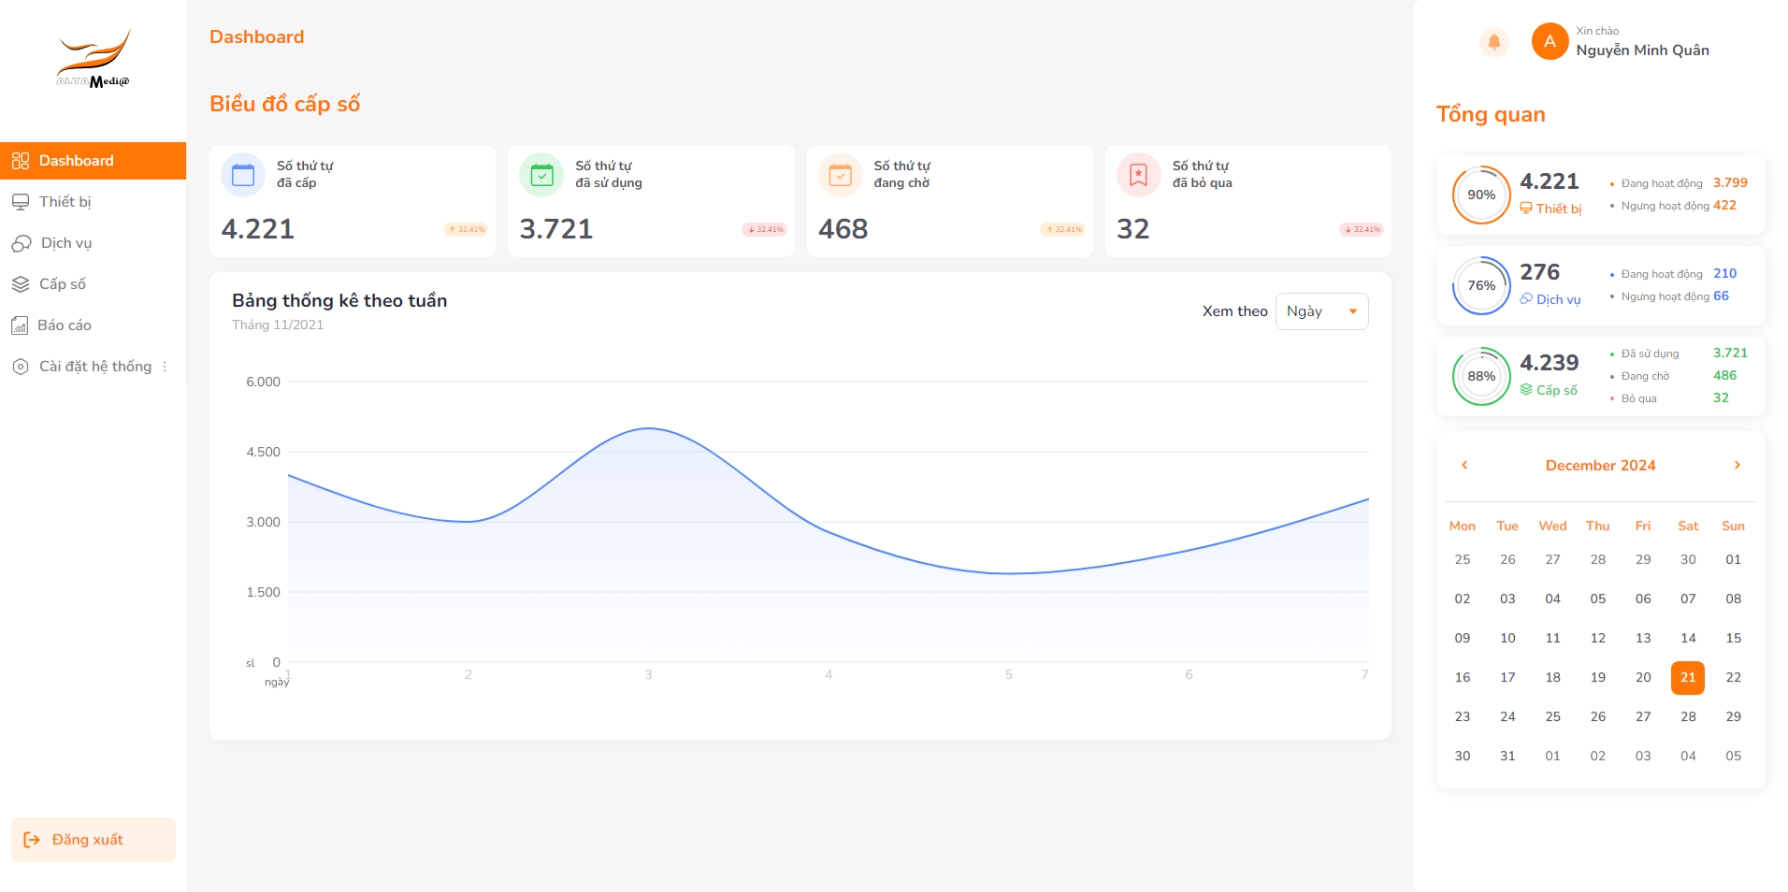 ALTA Medi@
Dashboard
Thiết bị
Dịch vụ
Cấp số
Báo cáo
Cài đặt hệ thống
Đăng xuất
Dashboard
Biểu đồ cấp số
Số thứ tự
đã cấp
4.221
32.41%
Số thứ tự
đã sử dụng
3.721
32.41%
Số thứ tự
đang chờ
468
32.41%
Số thứ tự
đã bỏ qua
32
32.41%
Bảng thống kê theo tuần
Tháng 11/2021
Xem theo
Ngày
6.000
4.500
3.000
1.500
sl 0
ngày
1 2 3 4 5 6 7
Xin chào
A
Nguyễn Minh Quân
Tổng quan
90%
4.221
Thiết bị
Đang hoạt động 3.799
Ngưng hoạt động 422
76%
276
Dịch vụ
Đang hoạt động 210
Ngưng hoạt động 66
88%
4.239
Cấp số
Đã sử dụng 3.721
Đang chờ 486
Bỏ qua 32
December 2024
Mon Tue Wed Thu Fri Sat Sun
25 26 27 28 29 30 01
02 03 04 05 06 07 08
09 10 11 12 13 14 15
16 17 18 19 20 21 22
23 24 25 26 27 28 29
30 31 01 02 03 04 05